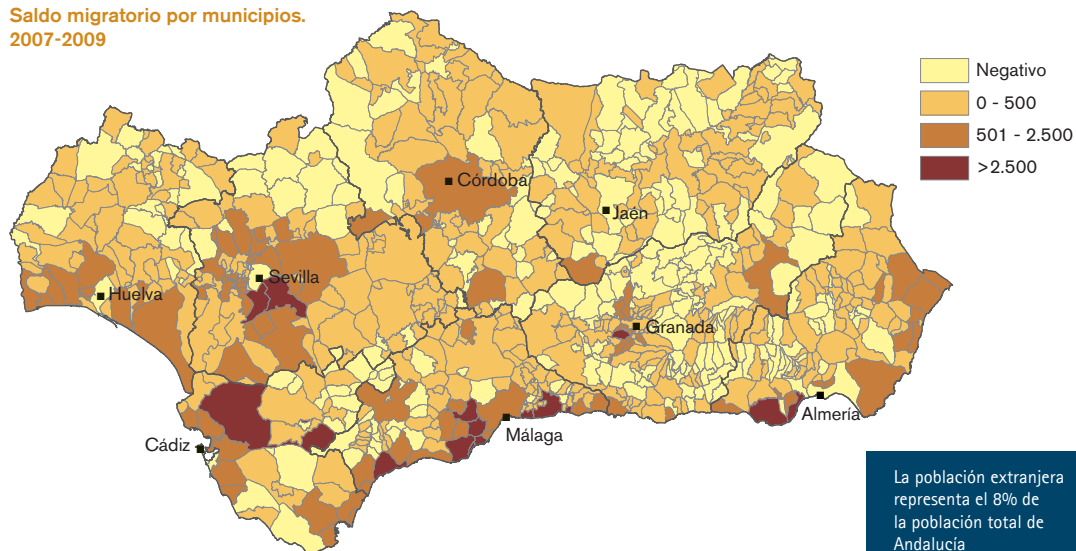 Saldo migratorio por municipios.
2007-2009
Negativo
0 - 500
501 - 2.500
>2.500
Córdoba
Jaén
Sevilla
Huelva
Granada
Almería
Málaga
Cádiz
La población extranjera
representa el 8% de
la población total de
Andalucía